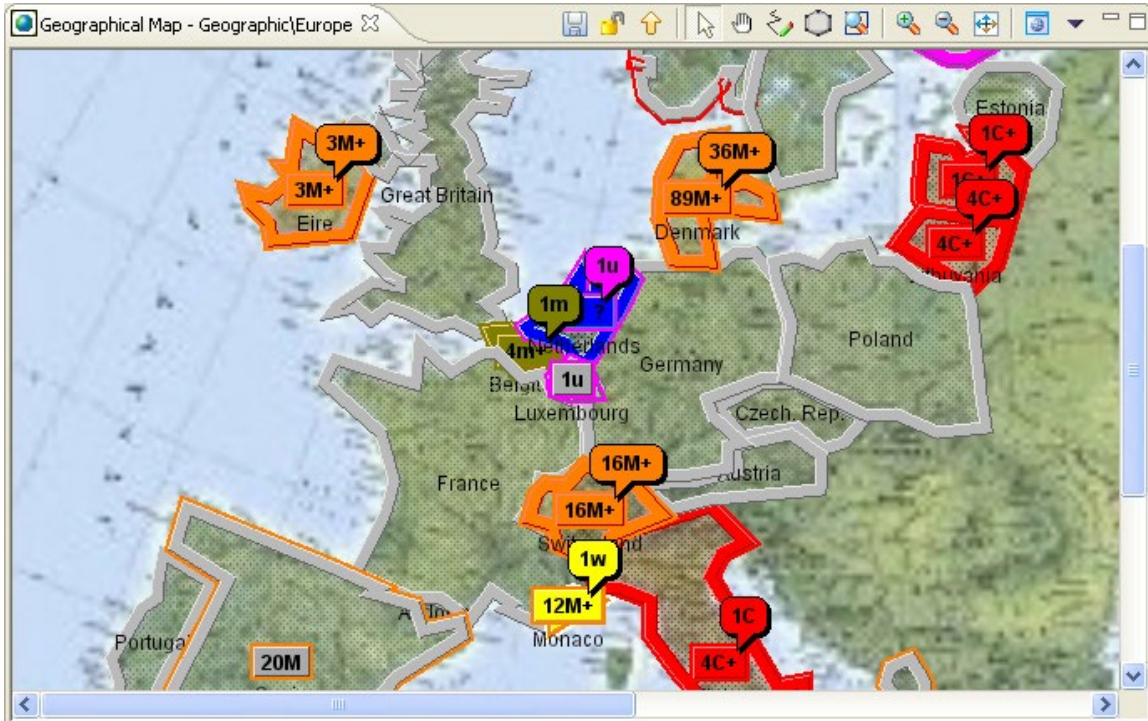 Geographical Map - Geographic\Europe
Estonia
1C+
3M+
36M+
3M+
Great Britain
89M+
4C+
Eire
Denmark
4C+
1u
1m
?
Netherlands
Poland
4m+
Germany
1u
Luxembourg
Czech. Rep.
16M+
Austria
France
16M+
1w
12M+
1C
Monaco
4C+
20M